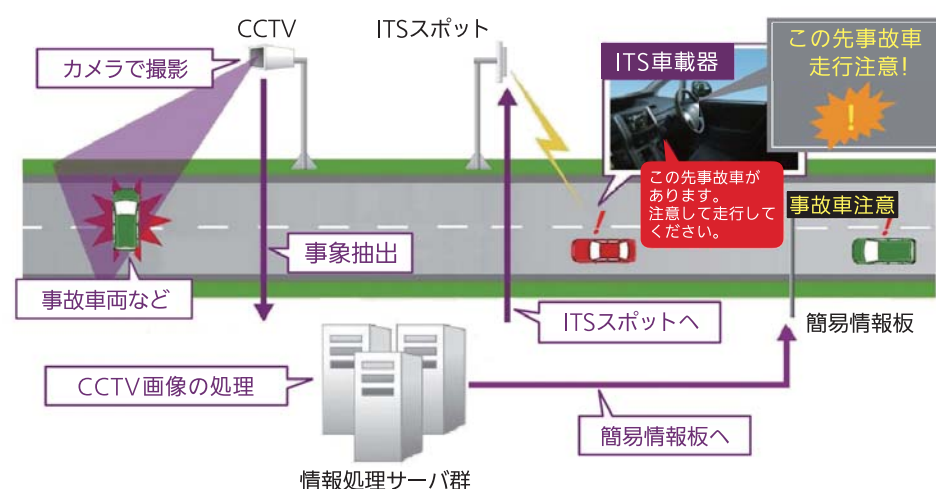 CCTV
ITSスポット
カメラで撮影
ITS車載器
この先事故車
走行注意!
!
この先事故車が
あります。
注意して走行して
ください。
事故車注意
事象抽出
事故車両など
ITSスポットへ
簡易情報板
CCTV画像の処理
簡易情報板へ
情報処理サーバ群